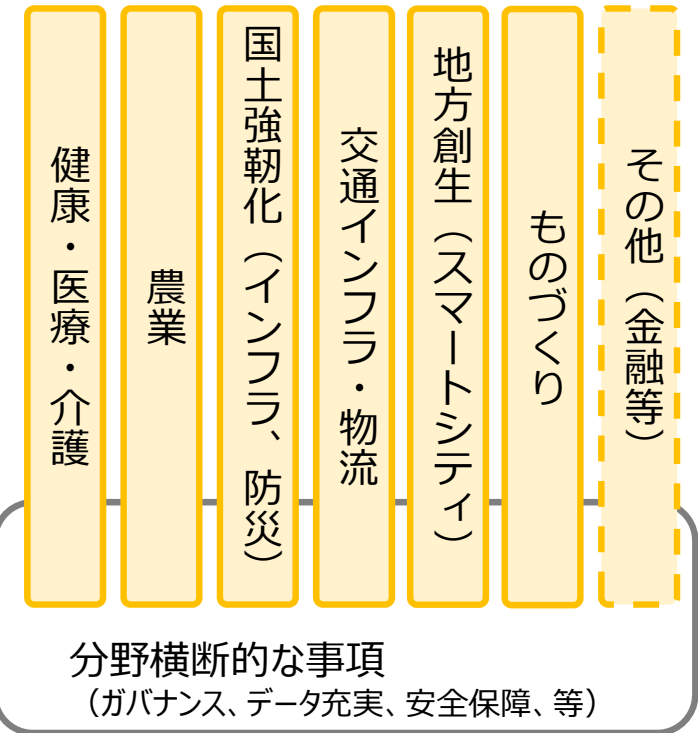 健康・医療・介護
農業
国土強靭化（インフラ、防災）
交通インフラ・物流
地方創生（スマートシティ）
ものづくり
その他（金融等）
分野横断的な事項
（ガバナンス、データ充実、安全保障、等）